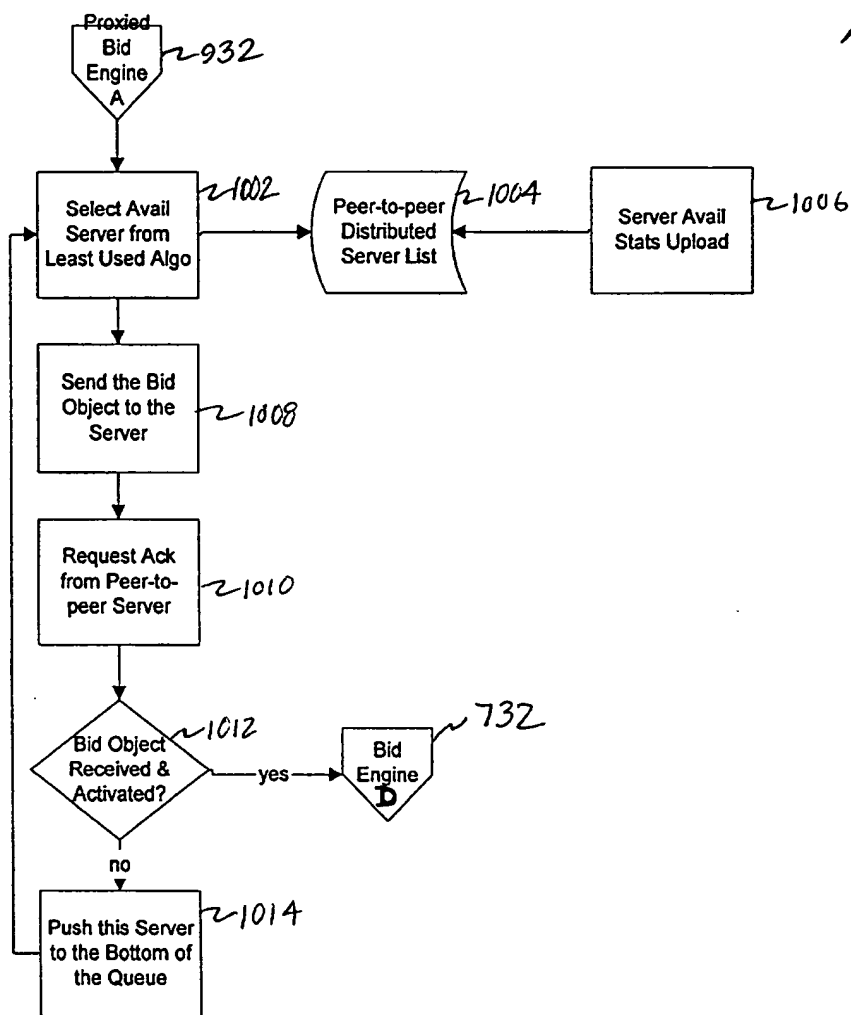 Proxied
Bid
Engine
A
932
Select Avail
Server from
Least Used Algo
1002
Peer-to-peer
Distributed
Server List
1004
Server Avail
Stats Upload
1006
Send the Bid
Object to the
Server
1008
Request Ack
from Peer-to-
peer Server
1010
Bid Object
Received &
Activated?
1012
yes
Bid
Engine
D
732
no
Push this Server
to the Bottom of
the Queue
1014